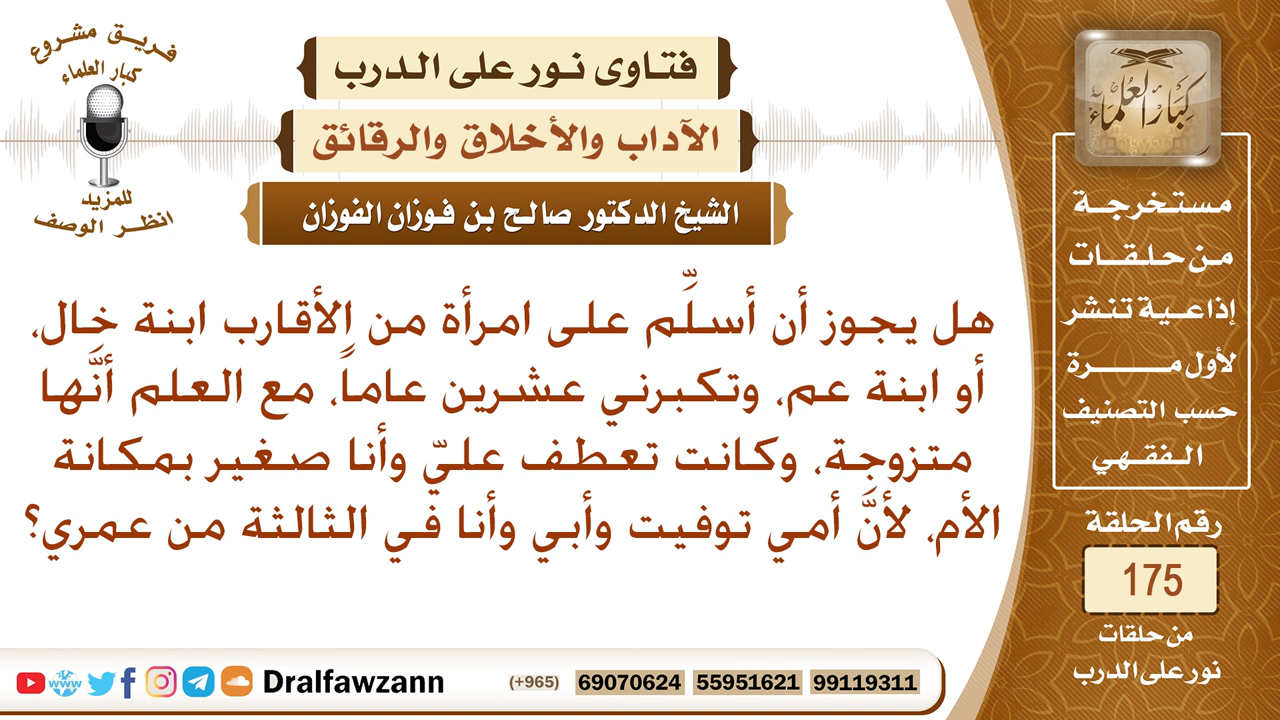 فريق مشروع
كبار العلماء
للمزيد
انظر الوصف
فتاوى نور على الدرب
الآداب والأخلاق والرقائق
الشيخ الدكتور صالح بن فوزان الفوزان
هل يجوز أن أسلِّم على امرأة من الأقارب ابنة خال،
أو ابنة عم، وتكبرني عشرين عاماً، مع العلم أنَّها
متزوجة، وكانت تعطف عليّ وأنا صغير بمكانة
الأم، لأنَّ أمي توفيت وأبي وأنا في الثالثة من عمري؟
كبار العلماء
مستخرجة
من حلقات
إذاعية تنشر
لأول مرة
حسب التصنيف
الفقهي
رقم الحلقة
175
من حلقات
نور على الدرب
www
Dralfawzann
(+965) 69070624 55951621 99119311